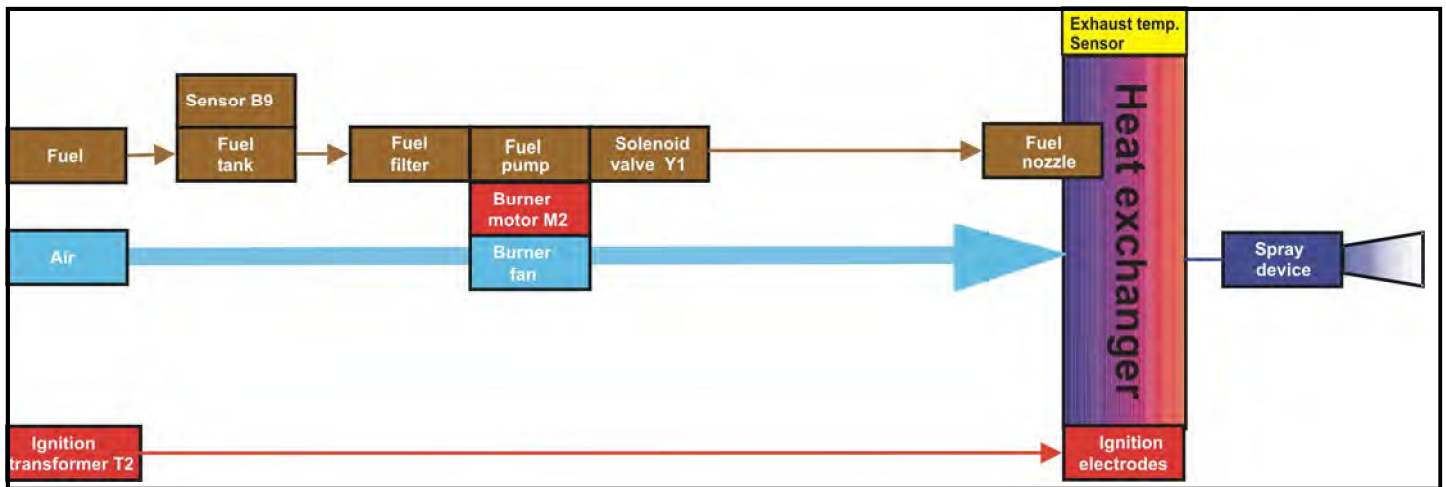 Exhaust temp.
Sensor
Sensor B9
Fuel
Fuel
tank
Fuel
filter
Fuel
pump
Solenoid
valve Y1
Fuel
nozzle
Heat exchanger
Burner
motor M2
Air
Burner
fan
Spray
device
Ignition
transformer T2
Ignition
electrodes